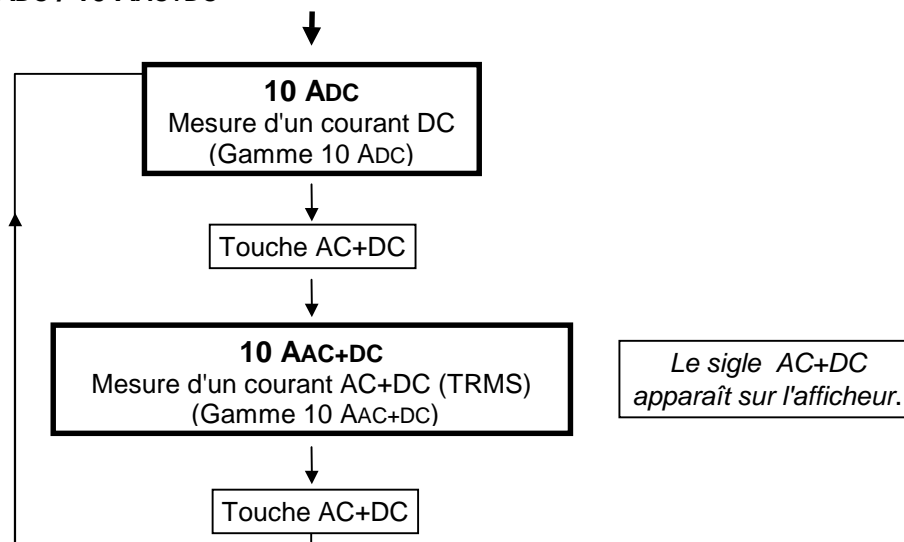 10 ADC
Mesure d'un courant DC
(Gamme 10 ADC)
Touche AC+DC
10 AAC+DC
Mesure d'un courant AC+DC (TRMS)
(Gamme 10 AAC+DC)
Le sigle AC+DC
apparaît sur l'afficheur.
Touche AC+DC